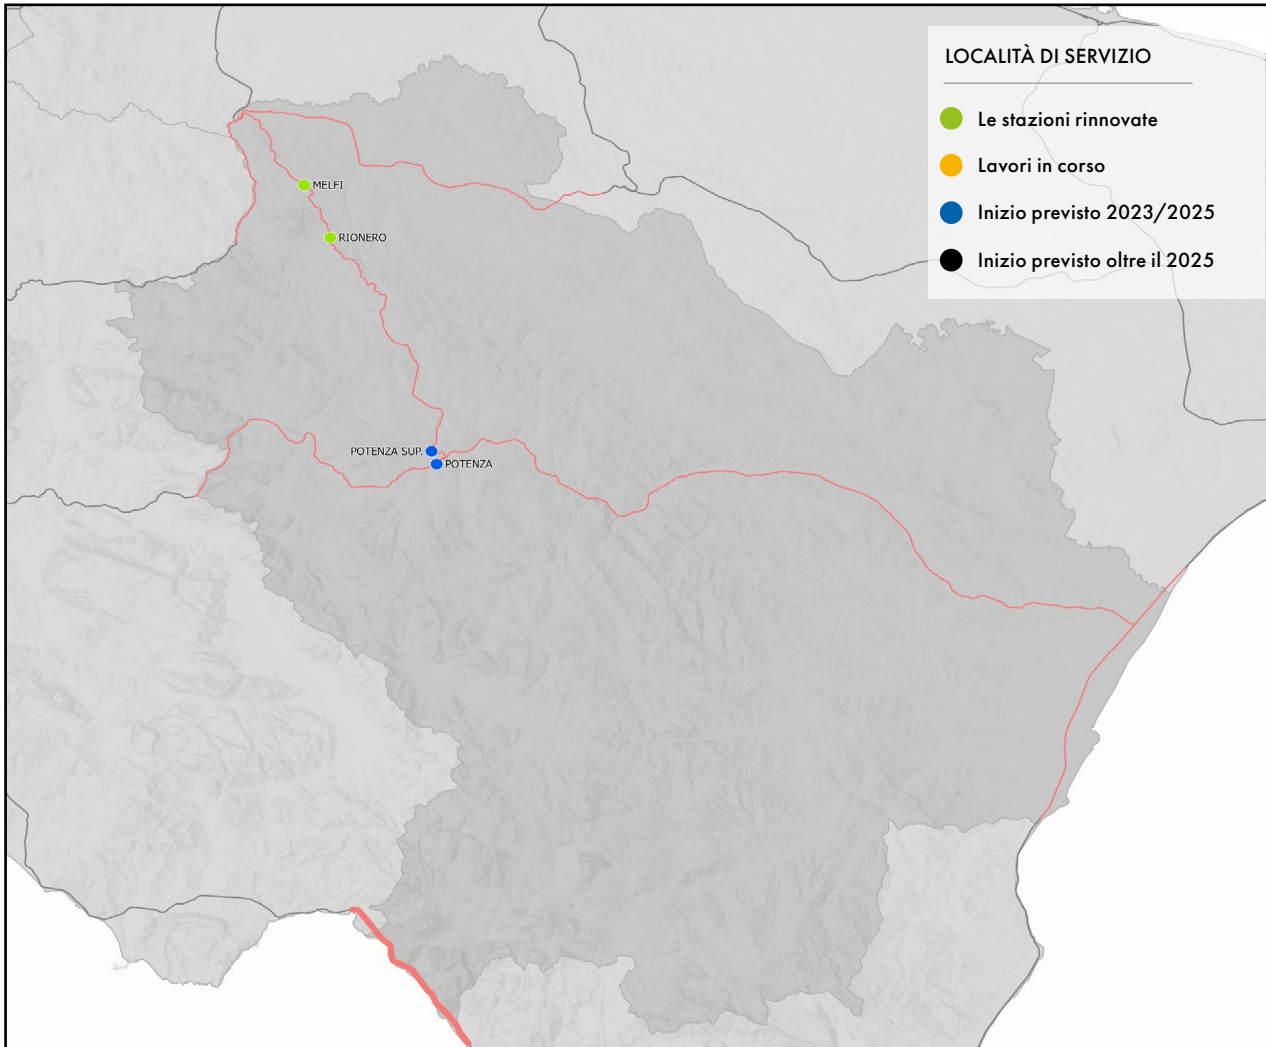 LOCALITÀ DI SERVIZIO
Le stazioni rinnovate
Lavori in corso
Inizio previsto 2023/2025
Inizio previsto oltre il 2025
MELFI
RIONERO
POTENZA SUP.
POTENZA